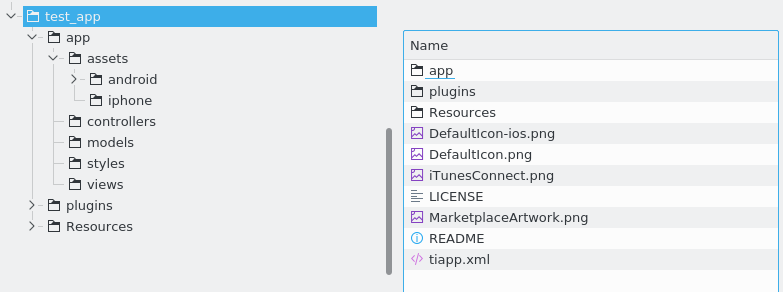 test_app
app
assets
android
iphone
controllers
models
styles
views
plugins
Resources
Name
app
plugins
Resources
DefaultIcon-ios.png
DefaultIcon.png
iTunesConnect.png
LICENSE
MarketplaceArtwork.png
README
tiapp.xml